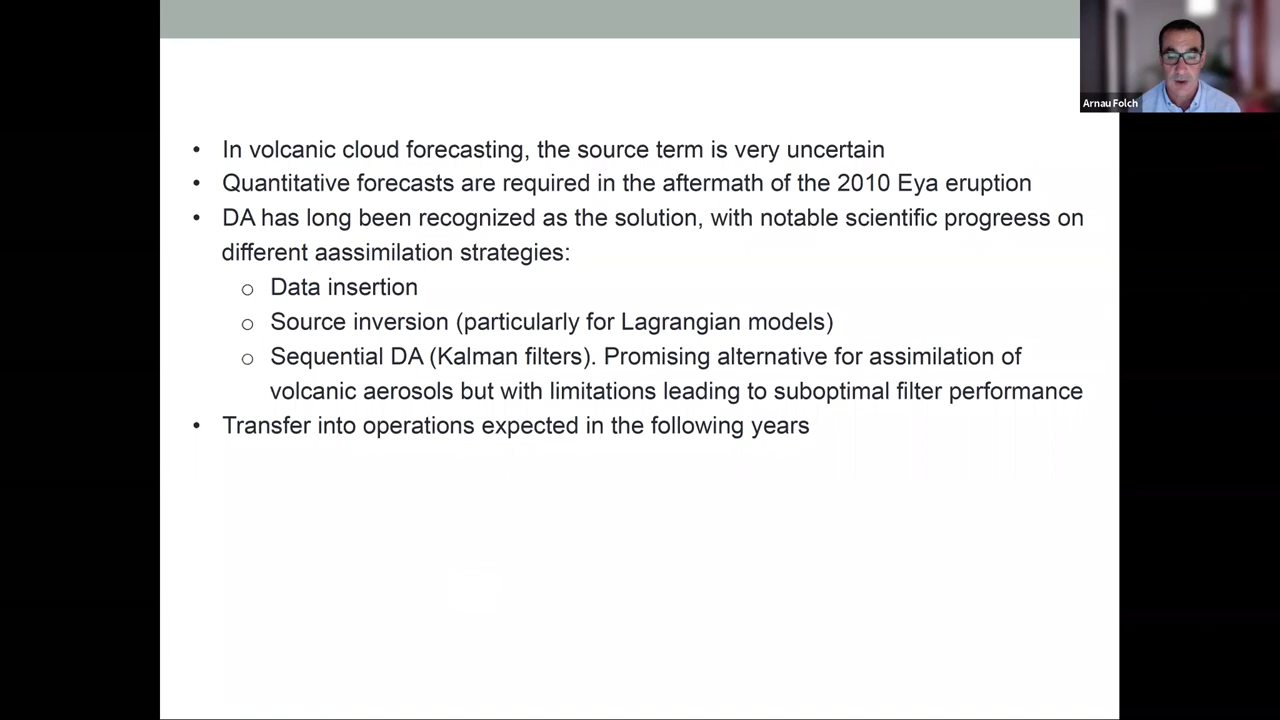 Arnau Folch
• In volcanic cloud forecasting, the source term is very uncertain
• Quantitative forecasts are required in the aftermath of the 2010 Eya eruption
• DA has long been recognized as the solution, with notable scientific progreess on
different aassimilation strategies:
o Data insertion
o Source inversion (particularly for Lagrangian models)
o Sequential DA (Kalman filters). Promising alternative for assimilation of
volcanic aerosols but with limitations leading to suboptimal filter performance
• Transfer into operations expected in the following years